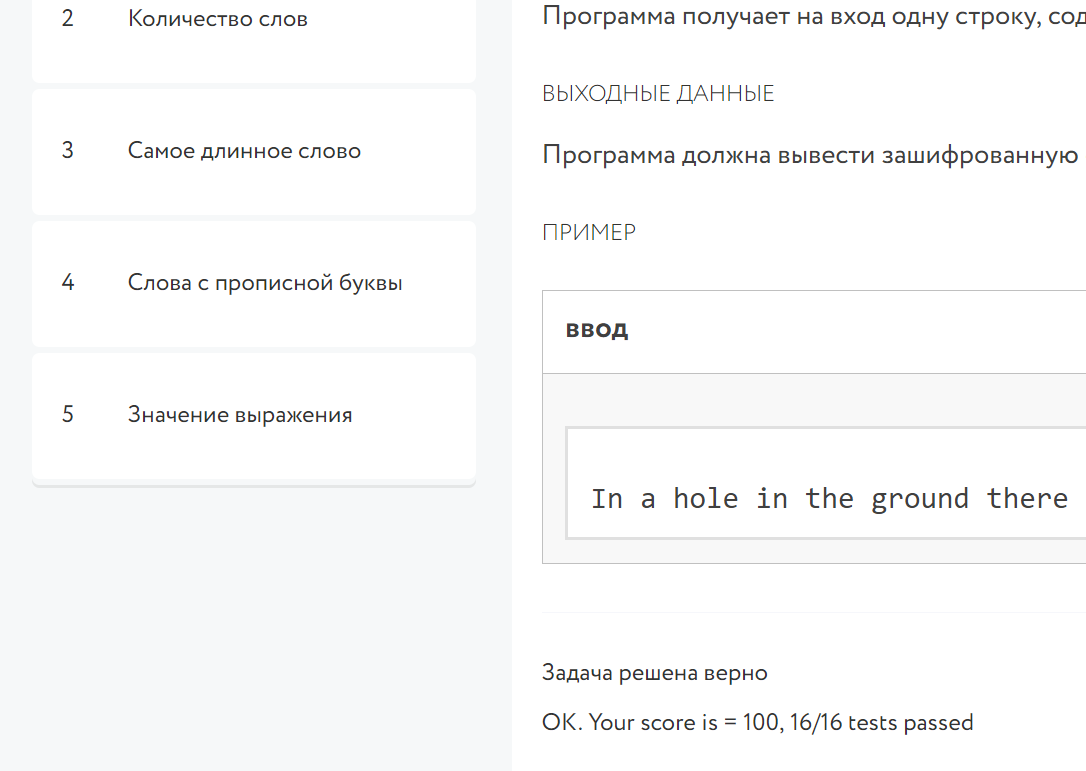 2 Количество слов
3 Самое длинное слово
4 Слова с прописной буквы
5 Значение выражения
Программа получает на вход одну строку, сод
ВЫХОДНЫЕ ДАННЫЕ
Программа должна вывести зашифрованную
ПРИМЕР
ввод
In a hole in the ground there
Задача решена верно
OK. Your score is = 100, 16/16 tests passed